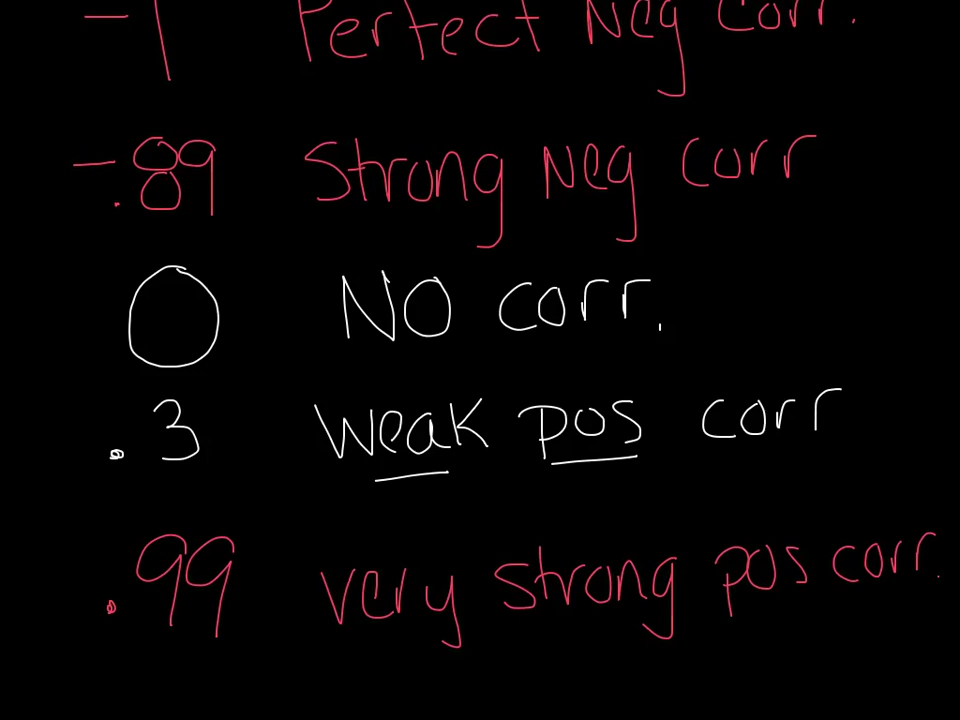 -1 Perfect Neg corr.
-.89 Strong Neg corr
0 NO corr.
.3 weak pos corr
.99 very strong pos corr.